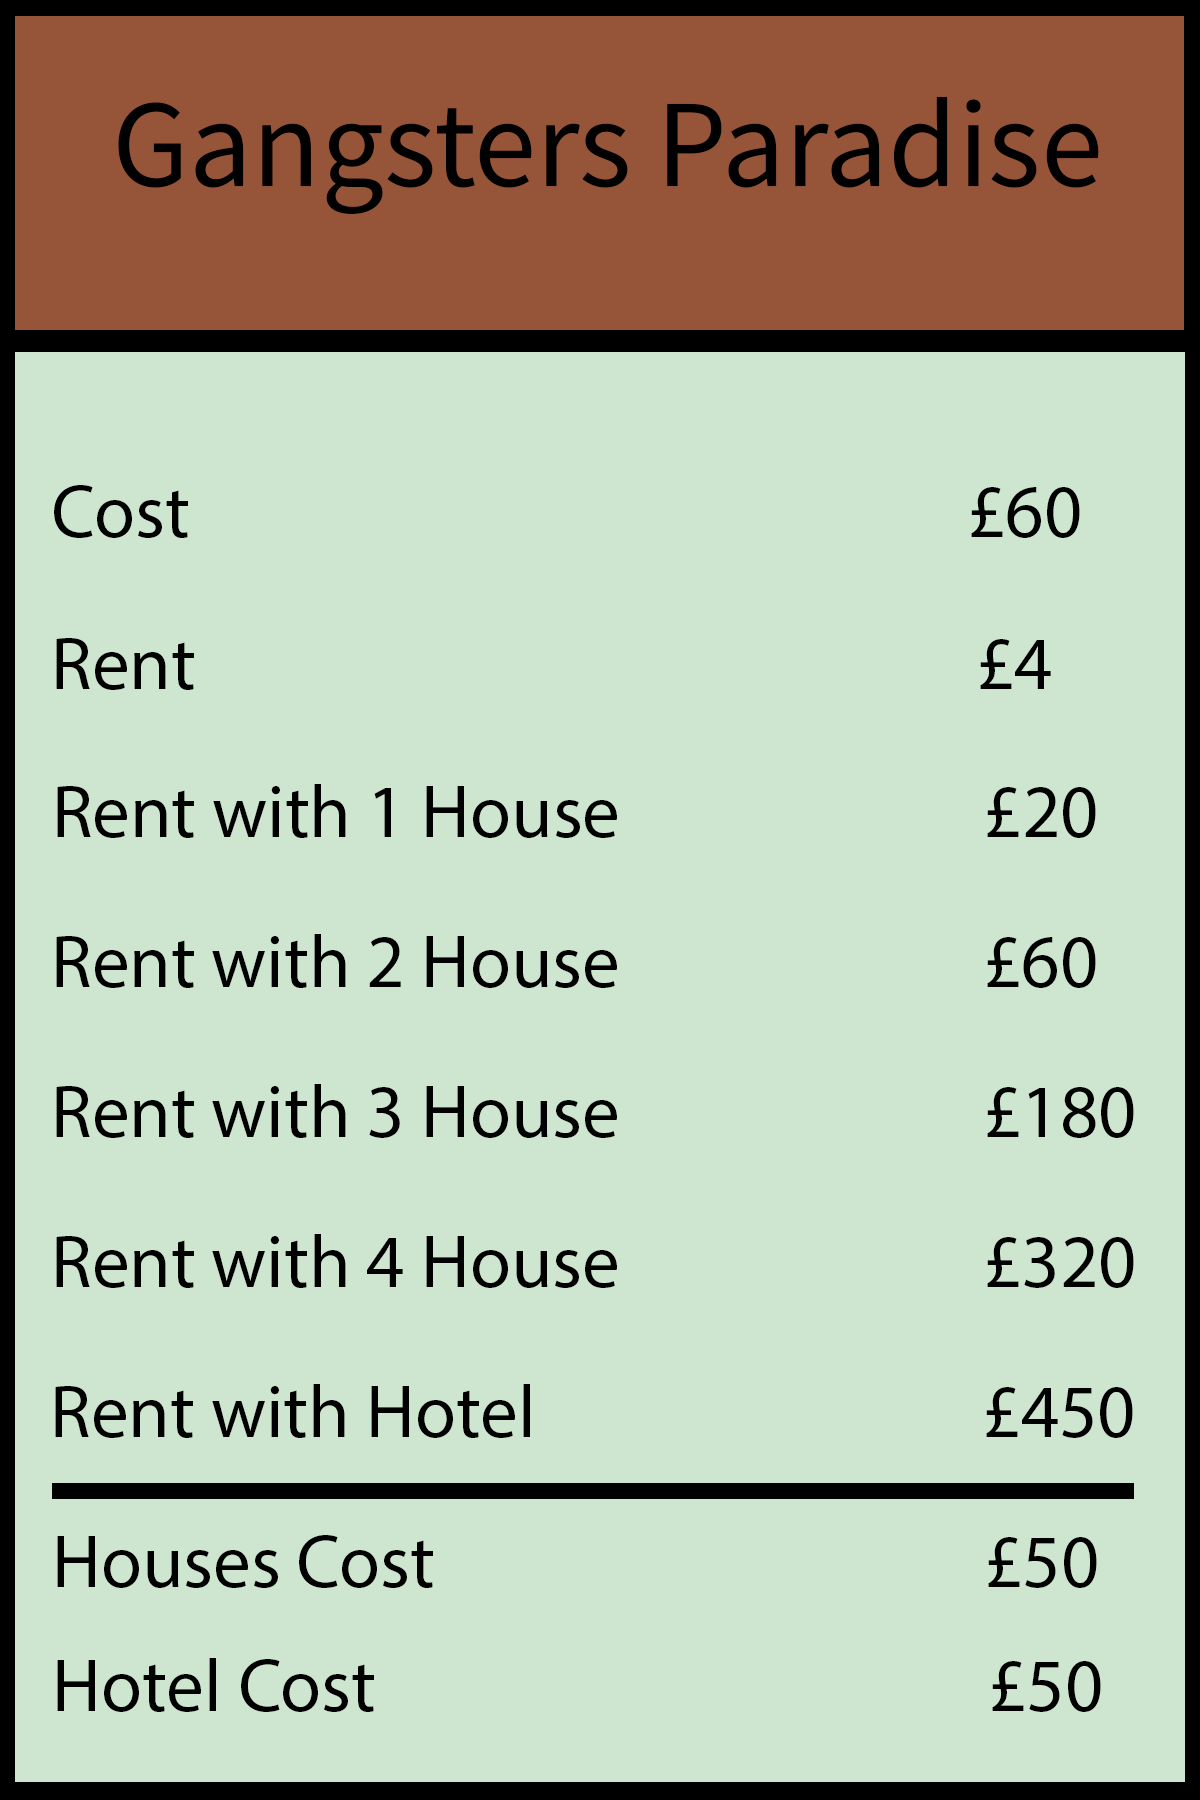 Gangsters Paradise
Cost £60
Rent £4
Rent with 1 House £20
Rent with 2 House £60
Rent with 3 House £180
Rent with 4 House £320
Rent with Hotel £450
Houses Cost £50
Hotel Cost £50